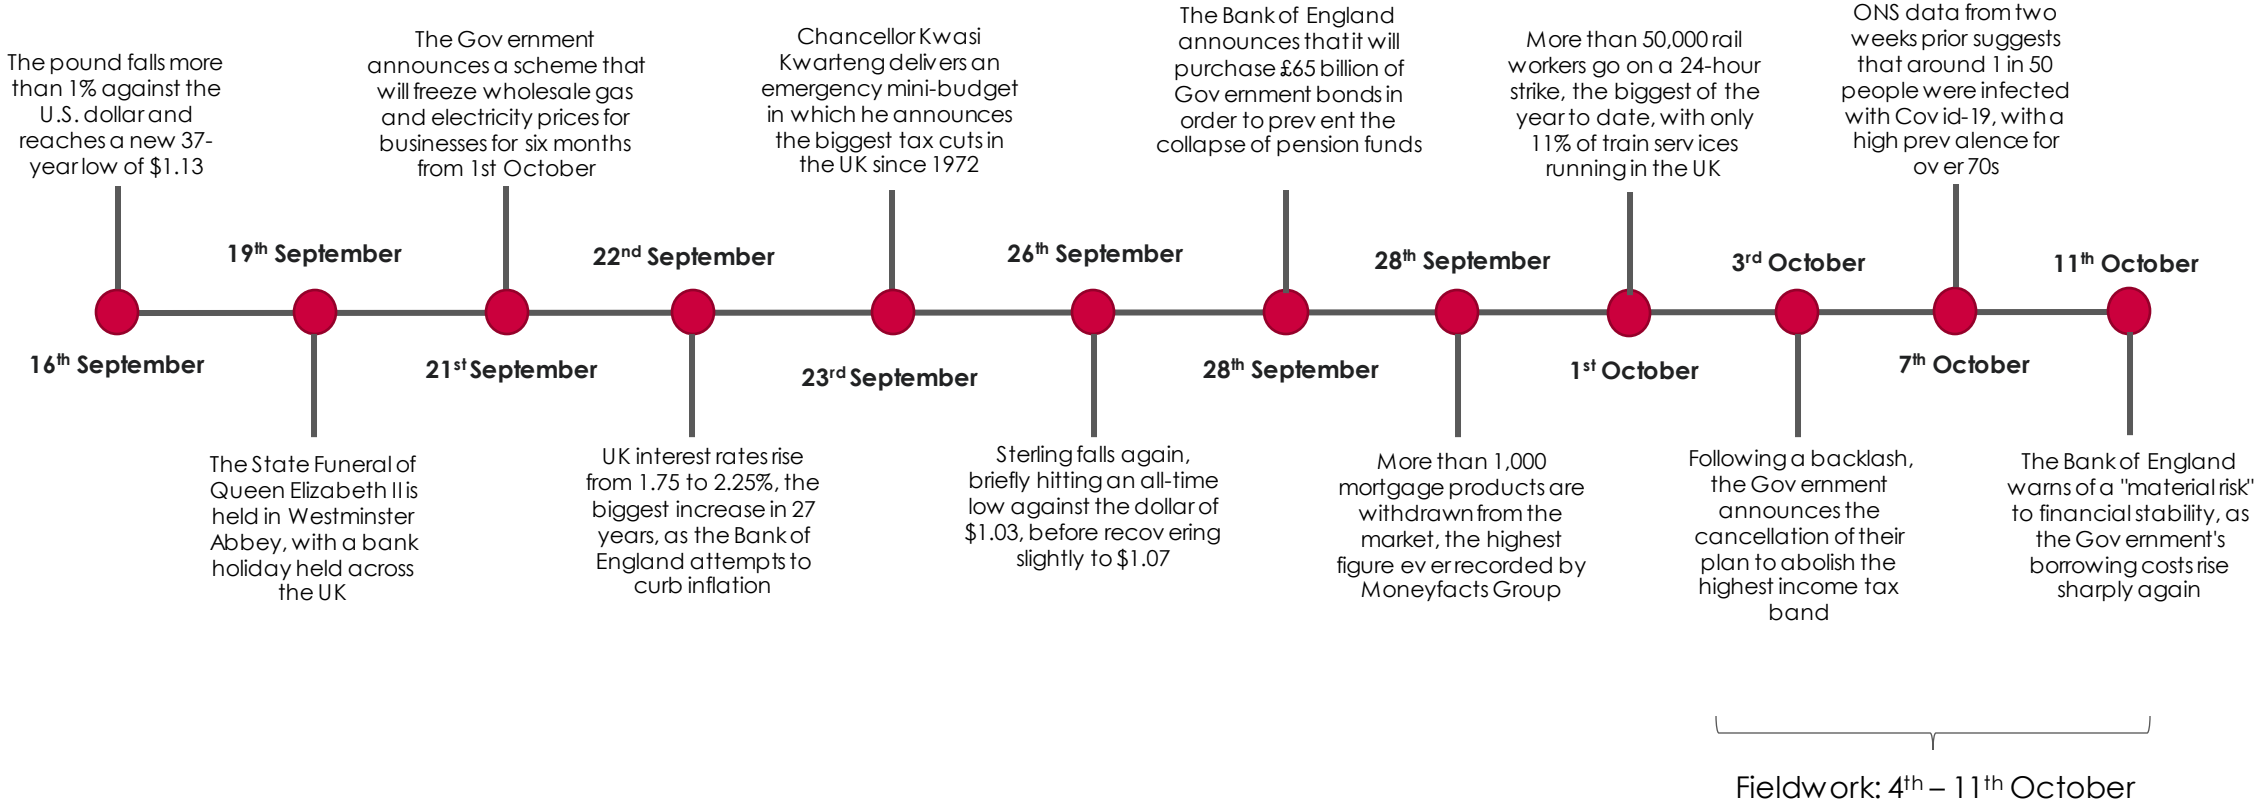 The pound falls more
than 1% against the
U.S. dollar and
reaches a new 37-
year low of $1.13
16th September
19th September
The State Funeral of
Queen Elizabeth II is
held in Westminster
Abbey, with a bank
holiday held across
the UK
The Government
announces a scheme that
will freeze wholesale gas
and electricity prices for
businesses for six months
from 1st October
21st September
22nd September
UK interest rates rise
from 1.75 to 2.25%, the
biggest increase in 27
years, as the Bank of
England attempts to
curb inflation
Chancellor Kwasi
Kwarteng delivers an
emergency mini-budget
in which he announces
the biggest tax cuts in
the UK since 1972
23rd September
26th September
Sterling falls again,
briefly hitting an all-time
low against the dollar of
$1.03, before recovering
slightly to $1.07
The Bank of England
announces that it will
purchase £65 billion of
Government bonds in
order to prevent the
collapse of pension funds
28th September
28th September
More than 1,000
mortgage products are
withdrawn from the
market, the highest
figure ever recorded by
Moneyfacts Group
More than 50,000 rail
workers go on a 24-hour
strike, the biggest of the
year to date, with only
11% of train services
running in the UK
1st October
3rd October
Following a backlash,
the Government
announces the
cancellation of their
plan to abolish the
highest income tax
band
ONS data from two
weeks prior suggests
that around 1 in 50
people were infected
with Covid-19, with a
high prevalence for
over 70s
7th October
11th October
The Bank of England
warns of a "material risk"
to financial stability, as
the Government's
borrowing costs rise
sharply again
Fieldwork: 4th – 11th October